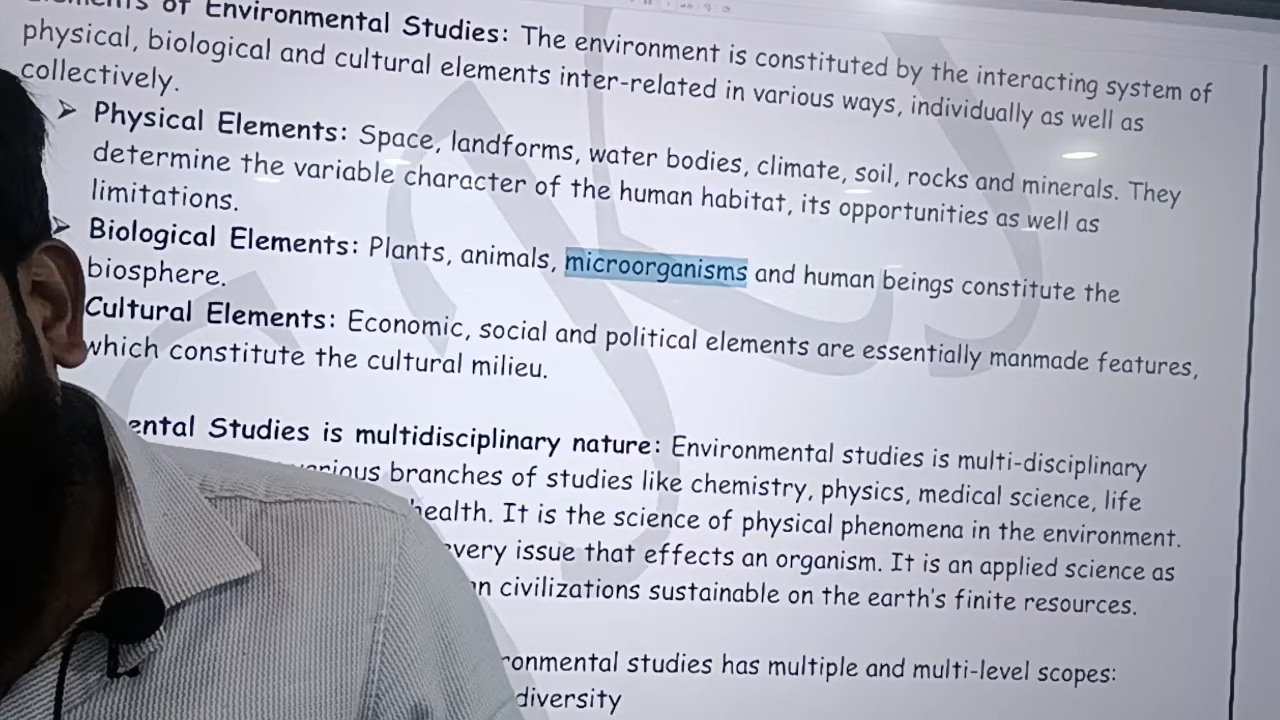 of Environmental Studies: The environment is constituted by the interacting system of
physical, biological and cultural elements inter-related in various ways, individually as well as
collectively.
➤ Physical Elements: Space, landforms, water bodies, climate, soil, rocks and minerals. They
determine the variable character of the human habitat, its opportunities as well as
limitations.
➤ Biological Elements: Plants, animals, microorganisms and human beings constitute the
biosphere.
Cultural Elements: Economic, social and political elements are essentially manmade features,
which constitute the cultural milieu.
ental Studies is multidisciplinary nature: Environmental studies is multi-disciplinary
branches of studies like chemistry, physics, medical science, life
health. It is the science of physical phenomena in the environment.
every issue that effects an organism. It is an applied science as
civilizations sustainable on the earth's finite resources.
ronmental studies has multiple and multi-level scopes:
diversity